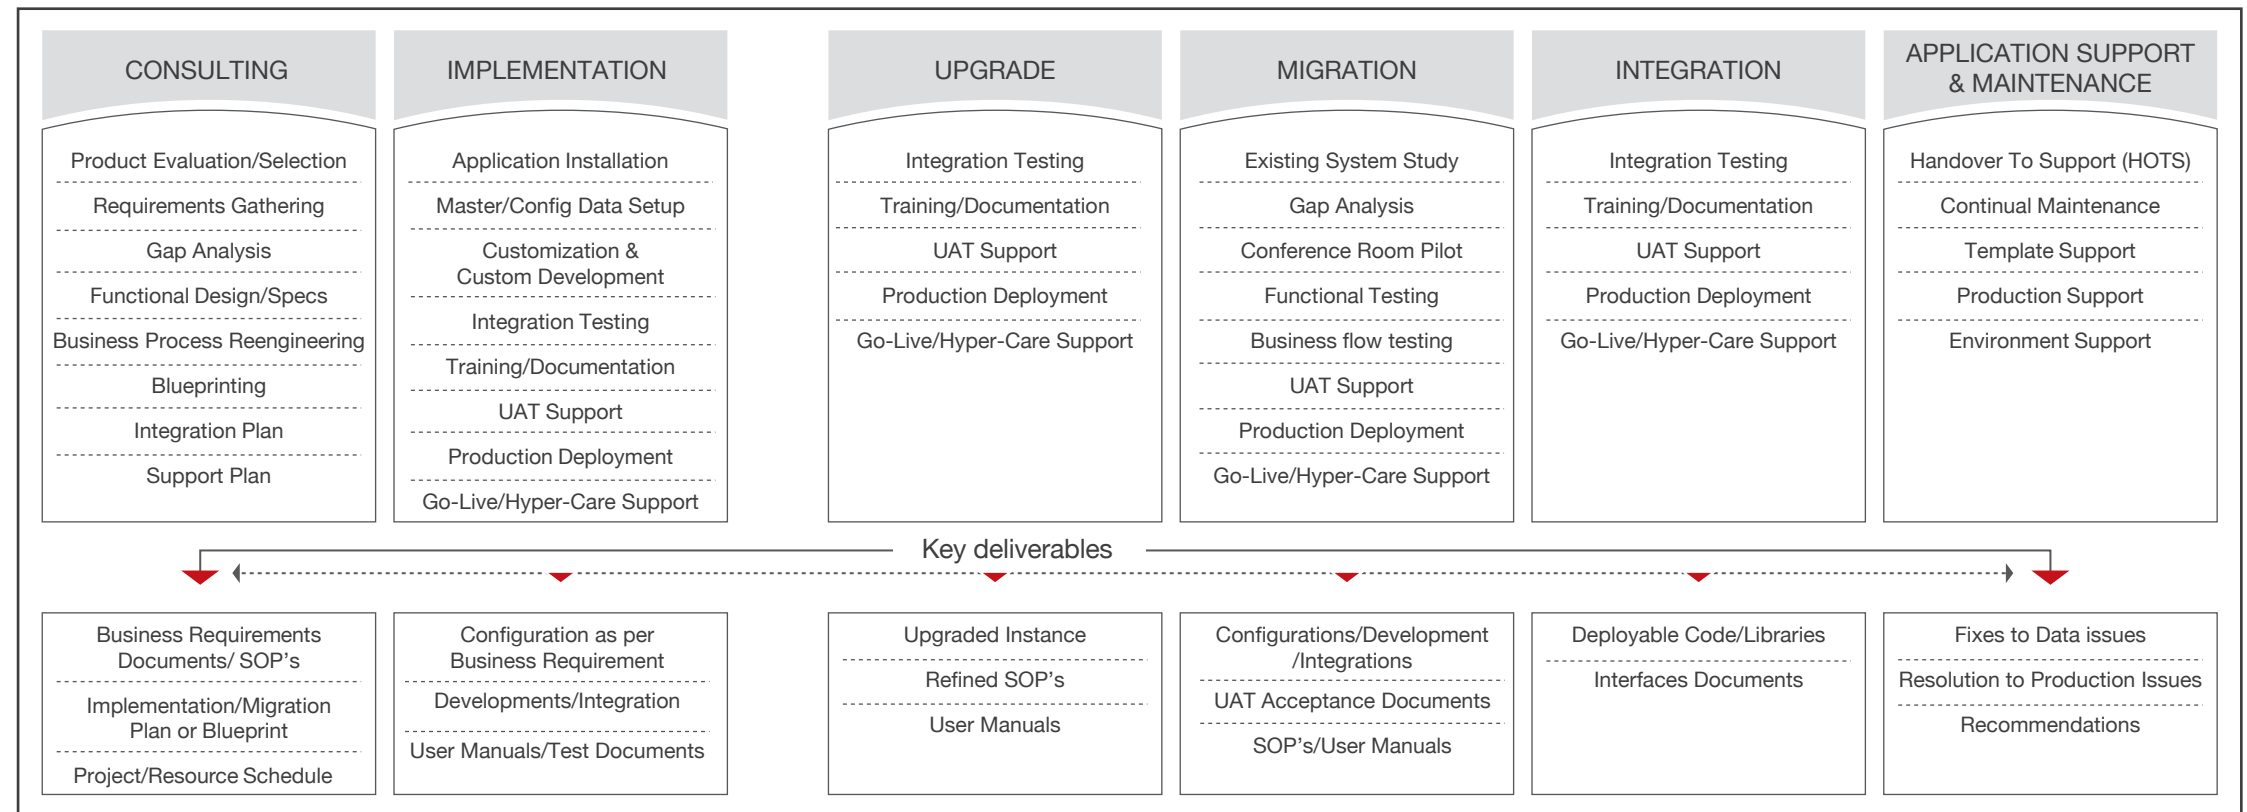 CONSULTING
Product Evaluation/Selection
Requirements Gathering
Gap Analysis
Functional Design/Specs
Business Process Reengineering
Blueprinting
Integration Plan
Support Plan
IMPLEMENTATION
Application Installation
Master/Config Data Setup
Customization &
Custom Development
Integration Testing
Training/Documentation
UAT Support
Production Deployment
Go-Live/Hyper-Care Support
UPGRADE
Integration Testing
Training/Documentation
UAT Support
Production Deployment
Go-Live/Hyper-Care Support
MIGRATION
Existing System Study
Gap Analysis
Conference Room Pilot
Functional Testing
Business flow testing
UAT Support
Production Deployment
Go-Live/Hyper-Care Support
INTEGRATION
Integration Testing
Training/Documentation
UAT Support
Production Deployment
Go-Live/Hyper-Care Support
APPLICATION SUPPORT
& MAINTENANCE
Handover To Support (HOTS)
Continual Maintenance
Template Support
Production Support
Environment Support
Key deliverables
Business Requirements
Documents/ SOP's
Implementation/Migration
Plan or Blueprint
Project/Resource Schedule
Configuration as per
Business Requirement
Developments/Integration
User Manuals/Test Documents
Upgraded Instance
Refined SOP's
User Manuals
Configurations/Development
/Integrations
UAT Acceptance Documents
SOP's/User Manuals
Deployable Code/Libraries
Interfaces Documents
Fixes to Data issues
Resolution to Production Issues
Recommendations